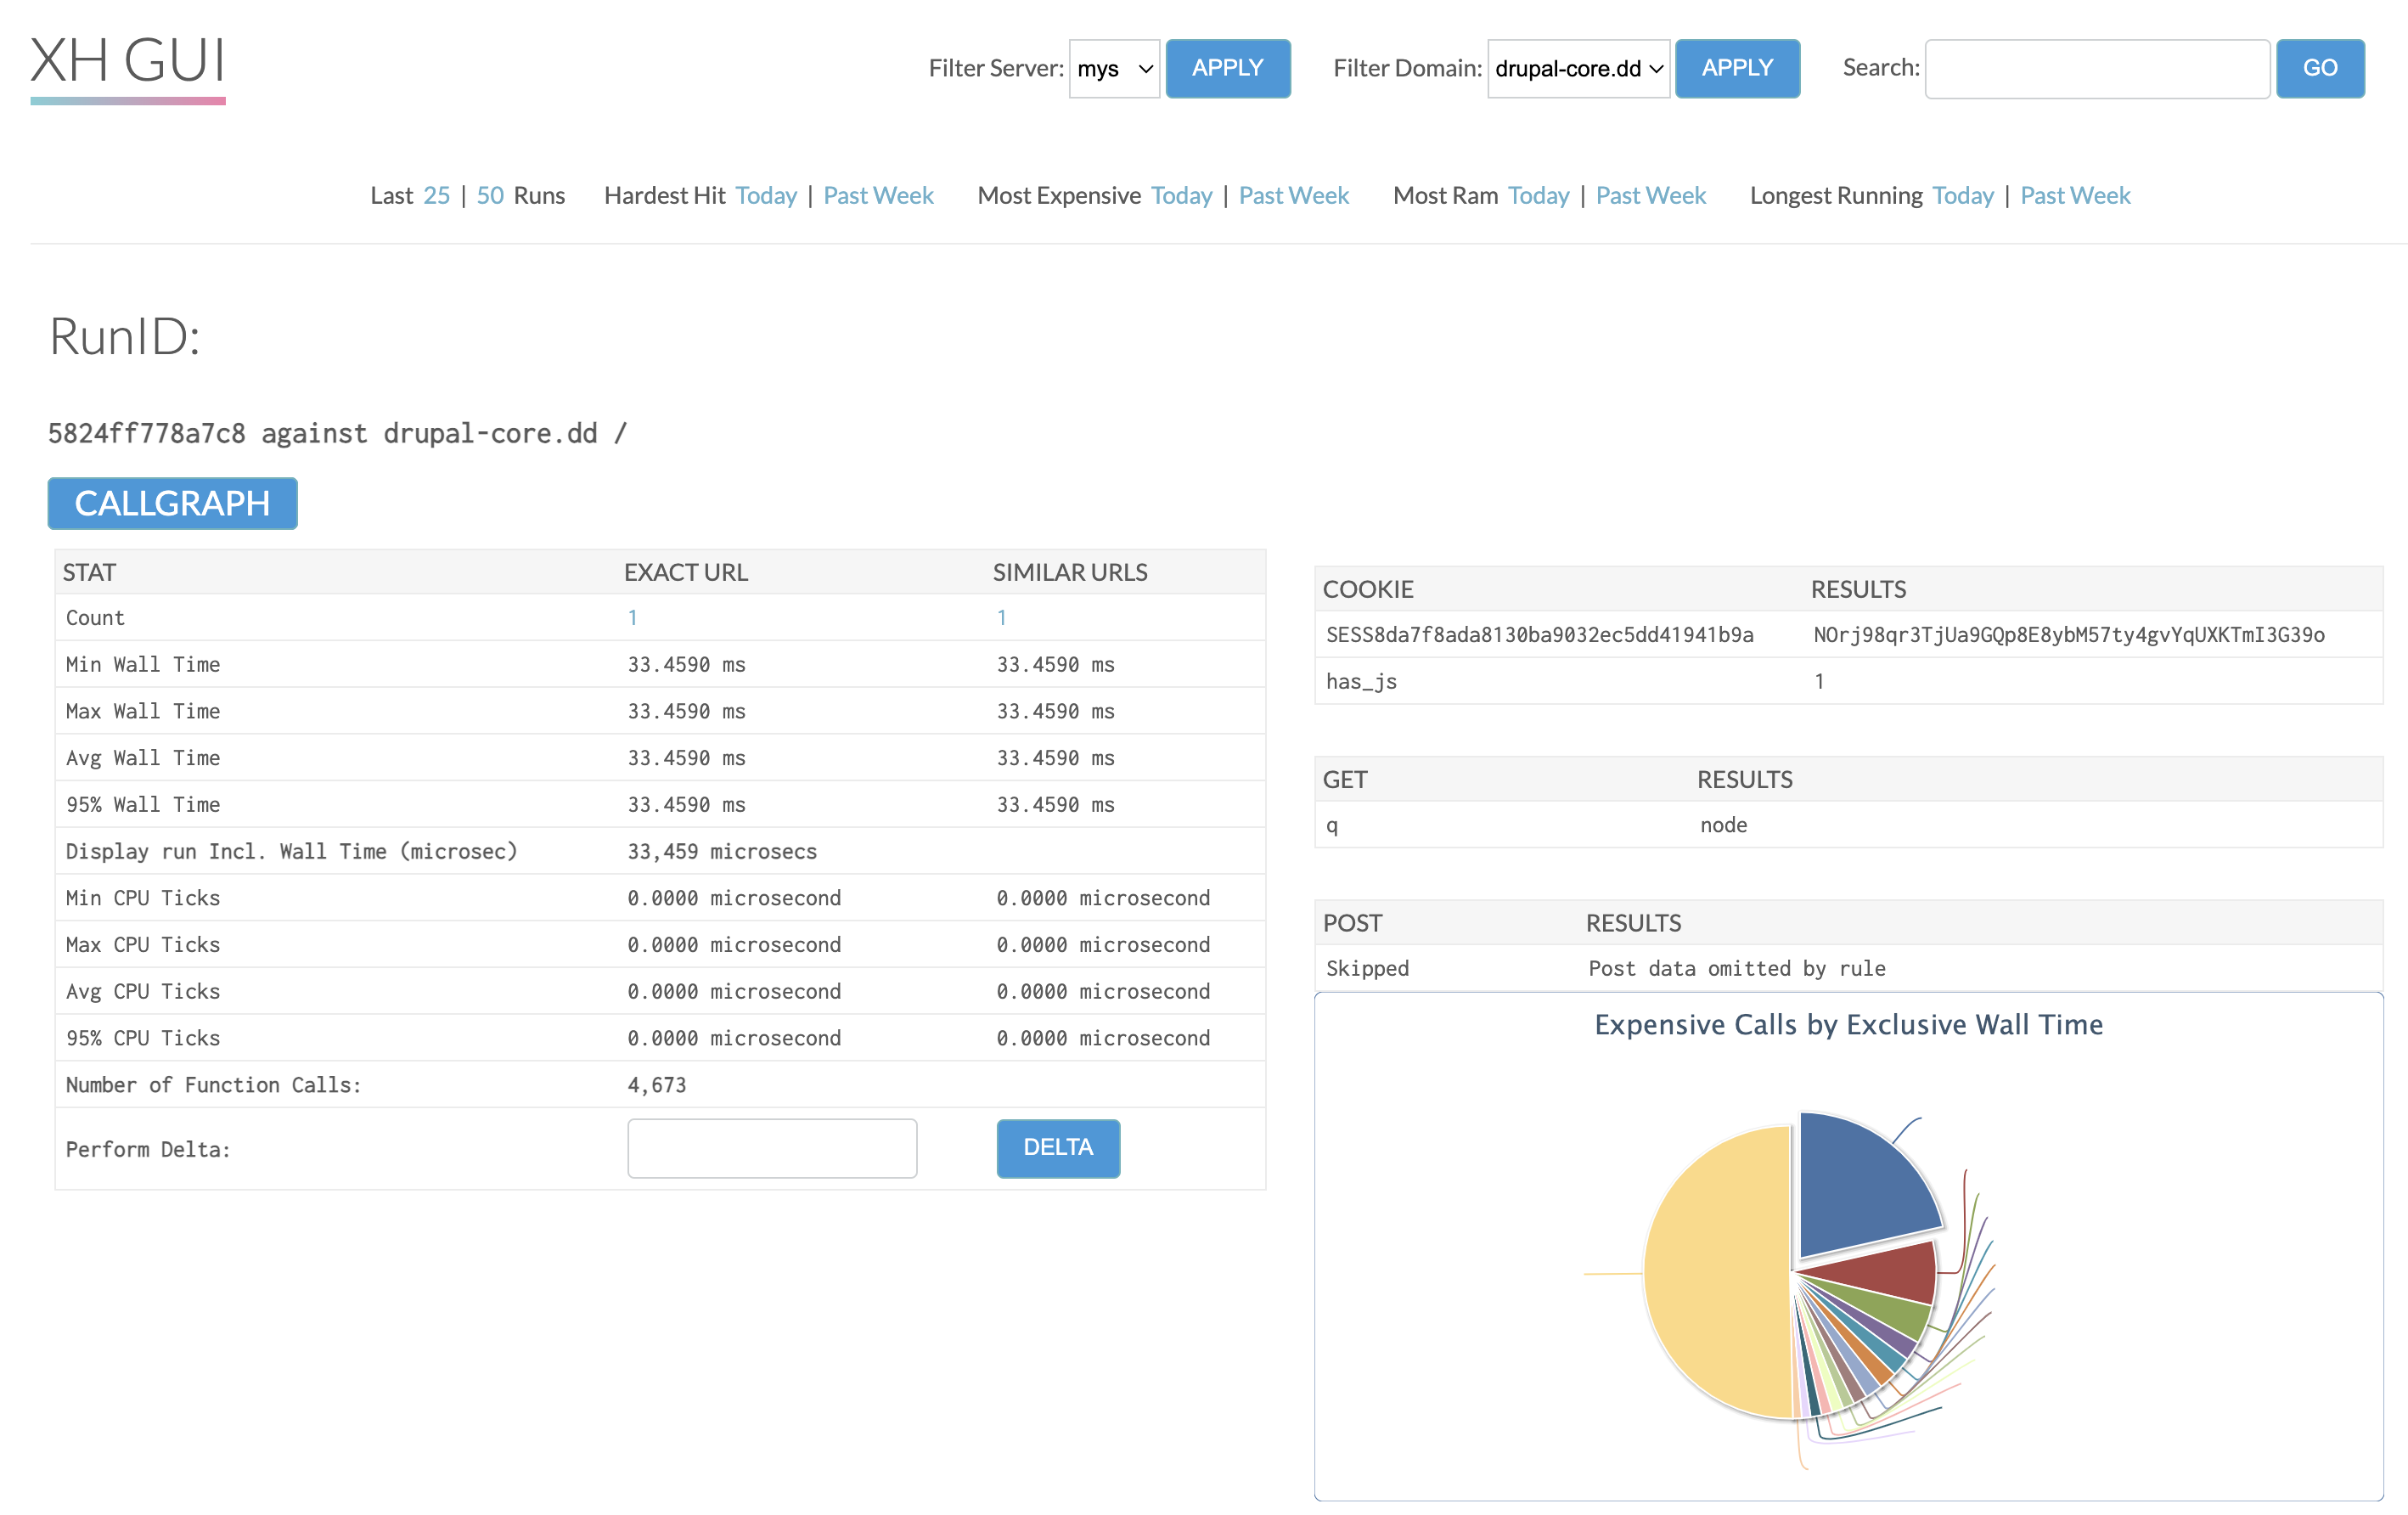 XH GUI
Filter Server: mys APPLY Filter Domain: drupal-core.dd APPLY Search: GO
Last 25 | 50 Runs Hardest Hit Today | Past Week Most Expensive Today | Past Week Most Ram Today | Past Week Longest Running Today | Past Week
RunID:
5824ff778a7c8 against drupal-core.dd /
CALLGRAPH
STAT EXACT URL SIMILAR URLS
Count 1 1
Min Wall Time 33.4590 ms 33.4590 ms
Max Wall Time 33.4590 ms 33.4590 ms
Avg Wall Time 33.4590 ms 33.4590 ms
95% Wall Time 33.4590 ms 33.4590 ms
Display run Incl. Wall Time (microsec) 33,459 microsecs
Min CPU Ticks 0.0000 microsecond 0.0000 microsecond
Max CPU Ticks 0.0000 microsecond 0.0000 microsecond
Avg CPU Ticks 0.0000 microsecond 0.0000 microsecond
95% CPU Ticks 0.0000 microsecond 0.0000 microsecond
Number of Function Calls: 4,673
Perform Delta: DELTA
COOKIE RESULTS
SESS8da7f8ada8130ba9032ec5dd41941b9a NOrj98qr3TjUa9GQp8E8ybM57ty4gvYqUXKTmI3G39o
has_js 1
GET RESULTS
q node
POST RESULTS
Skipped Post data omitted by rule
Expensive Calls by Exclusive Wall Time